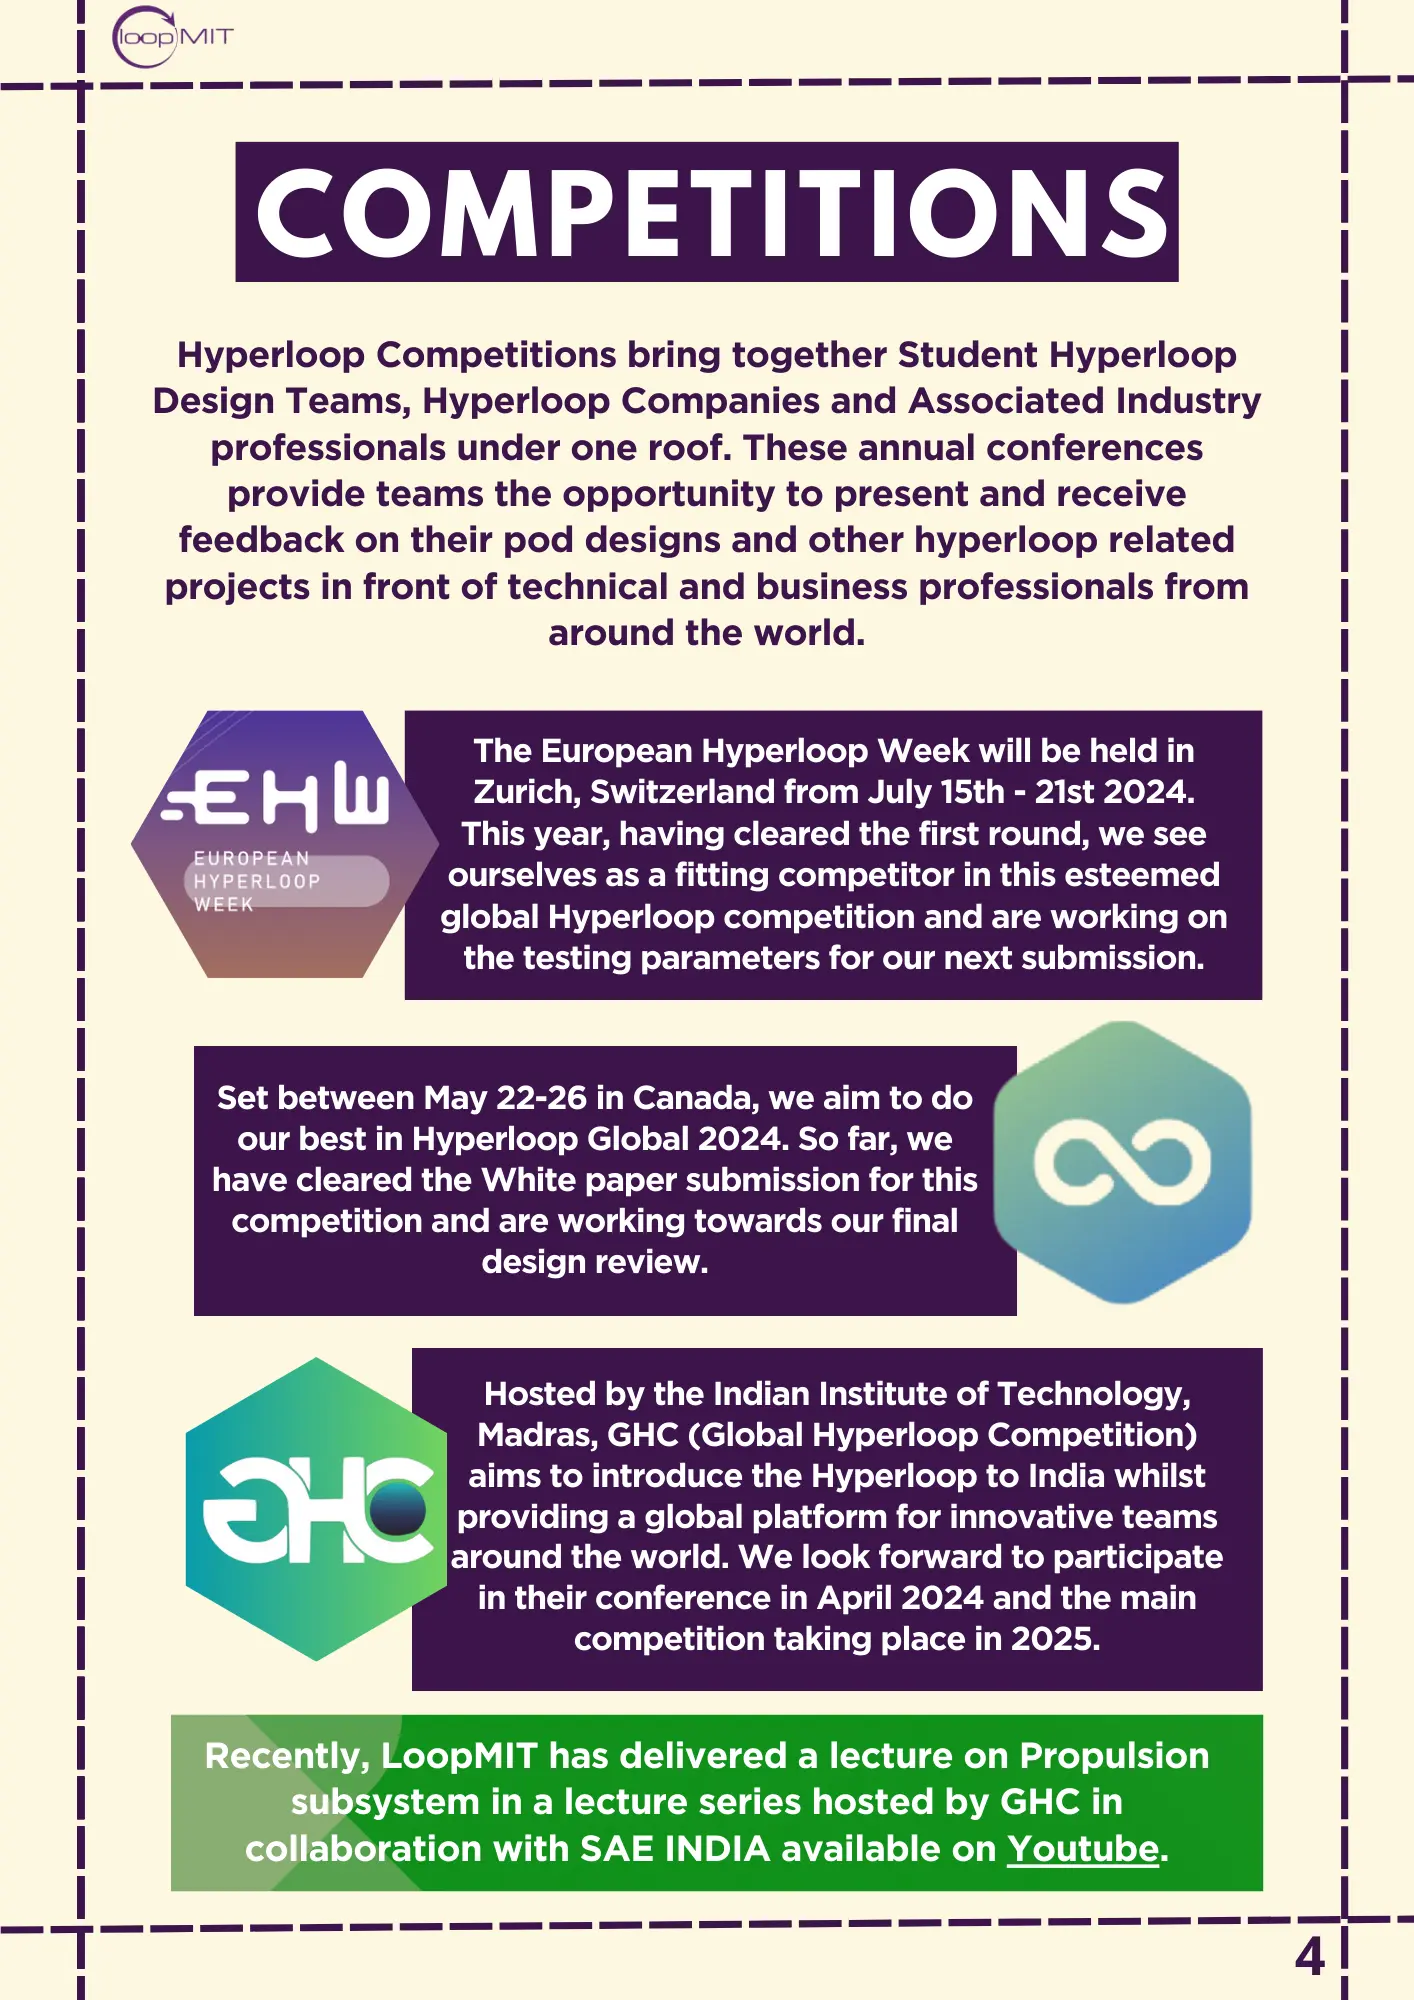 loop MIT
COMPETITIONS
Hyperloop Competitions bring together Student Hyperloop
Design Teams, Hyperloop Companies and Associated Industry
professionals under one roof. These annual conferences
provide teams the opportunity to present and receive
feedback on their pod designs and other hyperloop related
projects in front of technical and business professionals from
around the world.
EHW
EUROPEAN
HYPERLOOP
WEEK
The European Hyperloop Week will be held in
Zurich, Switzerland from July 15th - 21st 2024.
This year, having cleared the first round, we see
ourselves as a fitting competitor in this esteemed
global Hyperloop competition and are working on
the testing parameters for our next submission.
Set between May 22-26 in Canada, we aim to do
our best in Hyperloop Global 2024. So far, we
have cleared the White paper submission for this
competition and are working towards our final
design review.
GHC
Hosted by the Indian Institute of Technology,
Madras, GHC (Global Hyperloop Competition)
aims to introduce the Hyperloop to India whilst
providing a global platform for innovative teams
around the world. We look forward to participate
in their conference in April 2024 and the main
competition taking place in 2025.
Recently, LoopMIT has delivered a lecture on Propulsion
subsystem in a lecture series hosted by GHC in
collaboration with SAE INDIA available on Youtube.
4